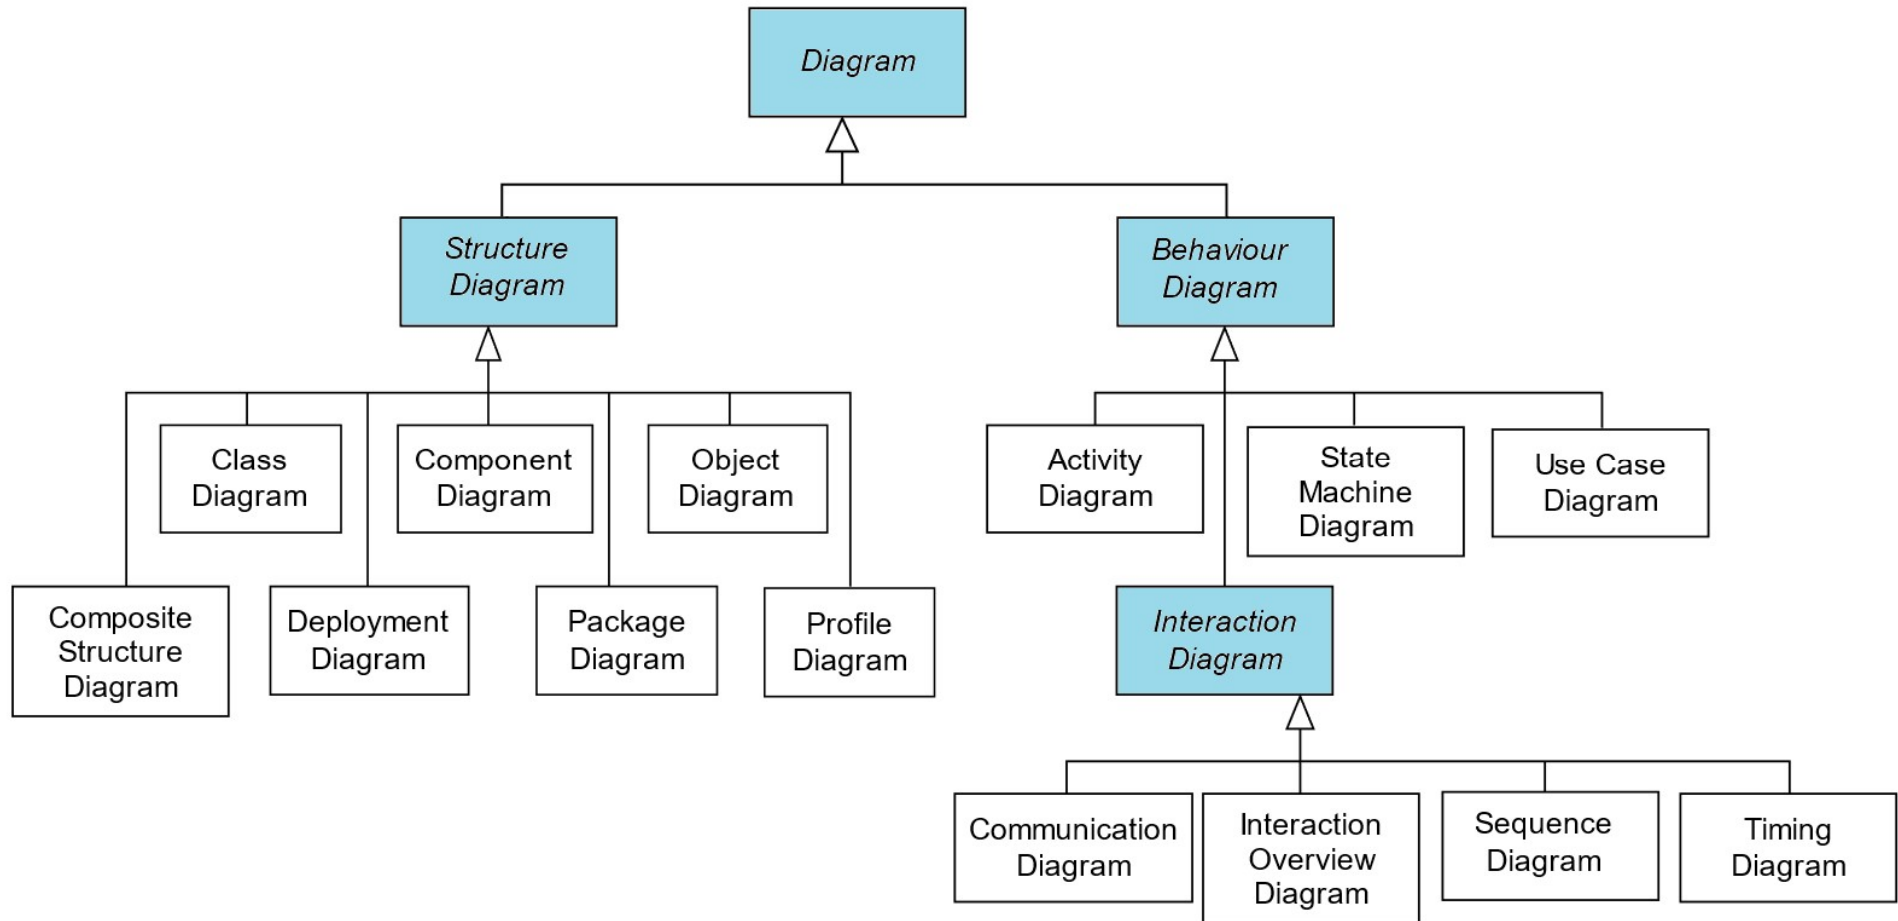 Diagram
Structure
Diagram
Behaviour
Diagram
Class
Diagram
Component
Diagram
Object
Diagram
Activity
Diagram
State
Machine
Diagram
Use Case
Diagram
Composite
Structure
Diagram
Deployment
Diagram
Package
Diagram
Profile
Diagram
Interaction
Diagram
Communication
Diagram
Interaction
Overview
Diagram
Sequence
Diagram
Timing
Diagram